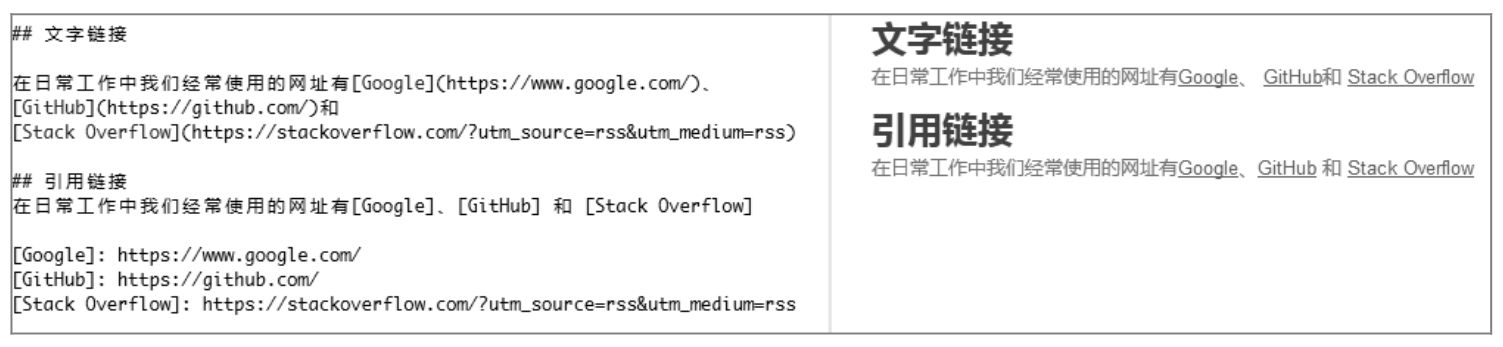 ## 文字链接
在日常工作中我们经常使用的网址有[Google](https://www.google.com/)、
[GitHub](https://github.com/)和
[Stack Overflow](https://stackoverflow.com/?utm_source=rss&utm_medium=rss)
## 引用链接
在日常工作中我们经常使用的网址有[Google]、[GitHub] 和 [Stack Overflow]
[Google]: https://www.google.com/
[GitHub]: https://github.com/
[Stack Overflow]: https://stackoverflow.com/?utm_source=rss&utm_medium=rss
文字链接
在日常工作中我们经常使用的网址有Google、 GitHub和 Stack Overflow
引用链接
在日常工作中我们经常使用的网址有Google、GitHub 和 Stack Overflow